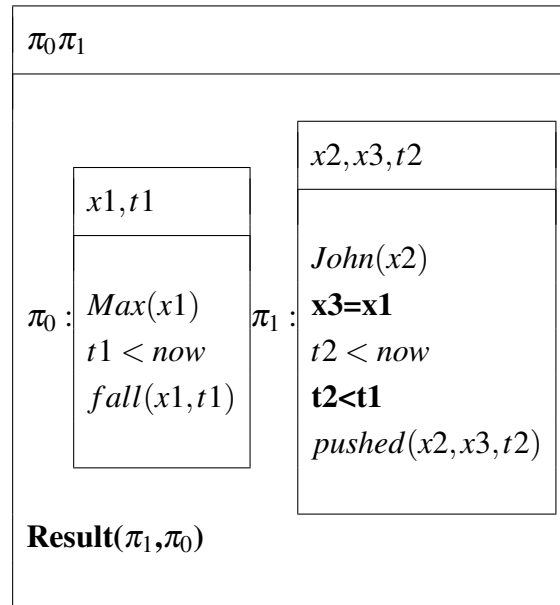 π₀π₁
x1,t1
π₀ :
Max(x1)
t1 < now
fall(x1,t1)
x2,x3,t2
π₁ :
John(x2)
x3=x1
t2 < now
t2<t1
pushed(x2,x3,t2)
Result(π₁,π₀)